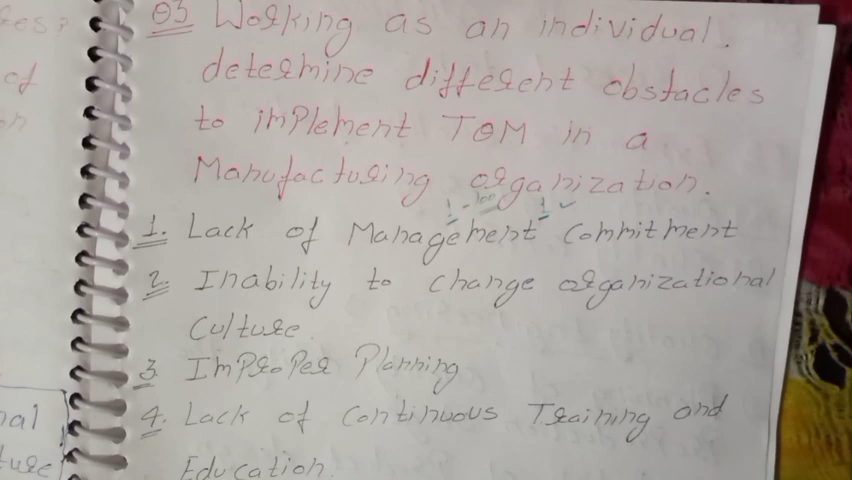 Q3 Working as an individual.
determine different obstacles
to implement TQM in a
Manufacturing organization.
1. Lack of Management Commitment
2. Inability to change organizational
Culture.
3. Improper Planning
4. Lack of Continuous Training and
Education.
of